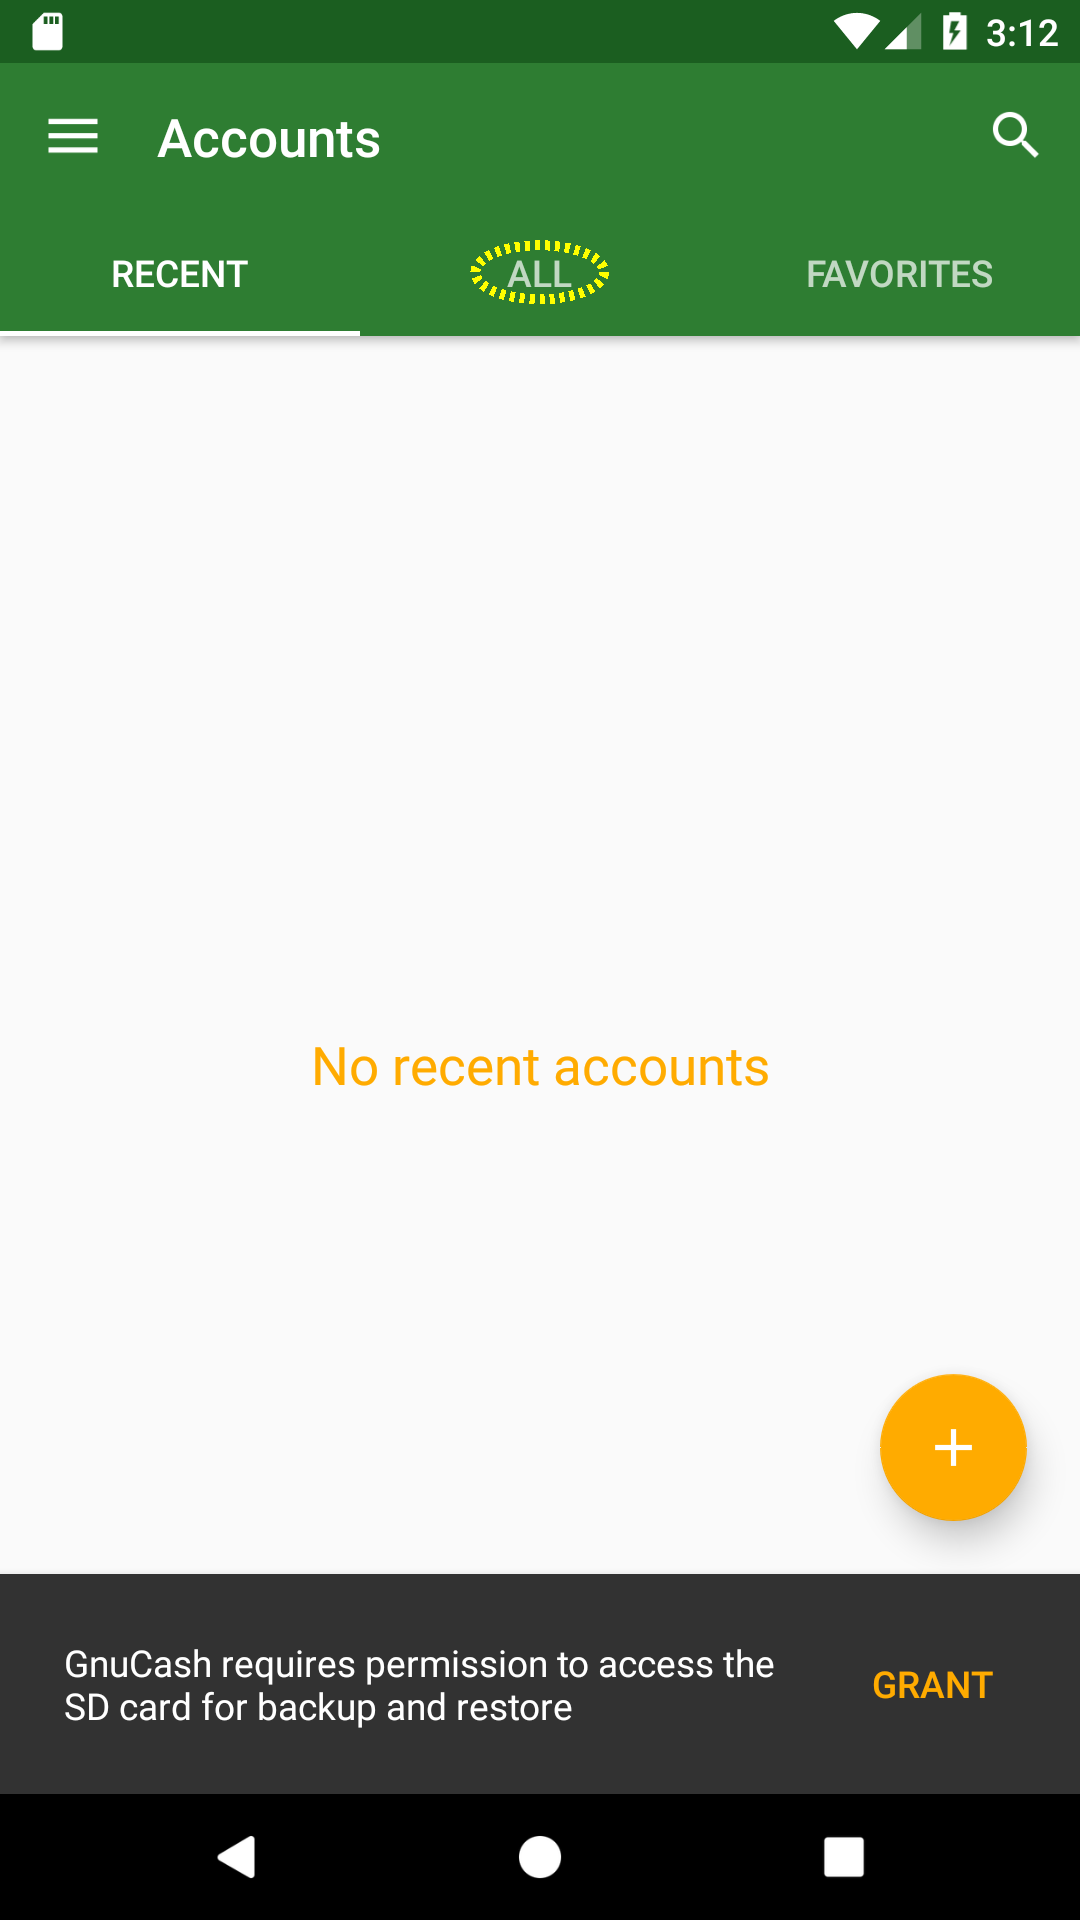 3:12
Accounts
RECENT
ALL
FAVORITES
No recent accounts
GnuCash requires permission to access the
SD card for backup and restore
GRANT